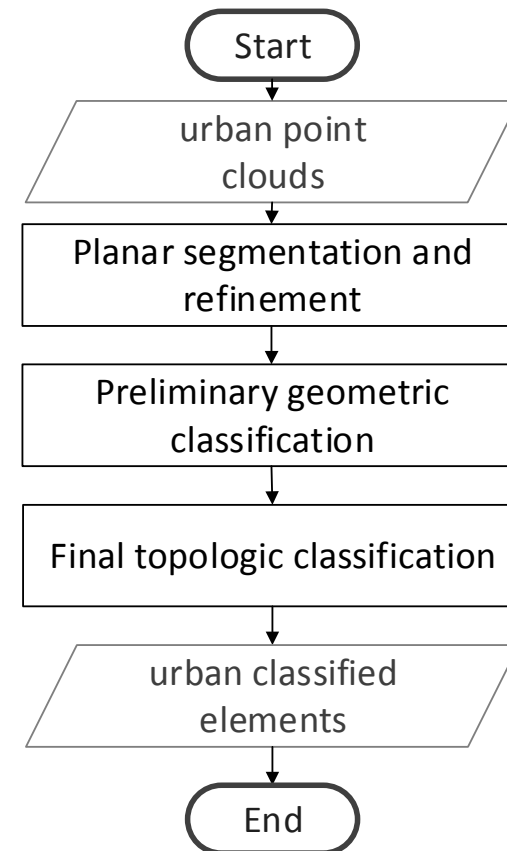 Start
urban point
clouds
Planar segmentation and
refinement
Preliminary geometric
classification
Final topologic classification
urban classified
elements
End